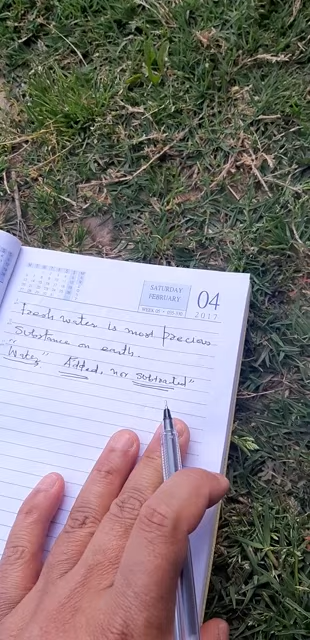 SATURDAY
FEBRUARY
04
2017
"Fresh water is most precious
Substance on earth.
"Water" Added, not Subtracted"